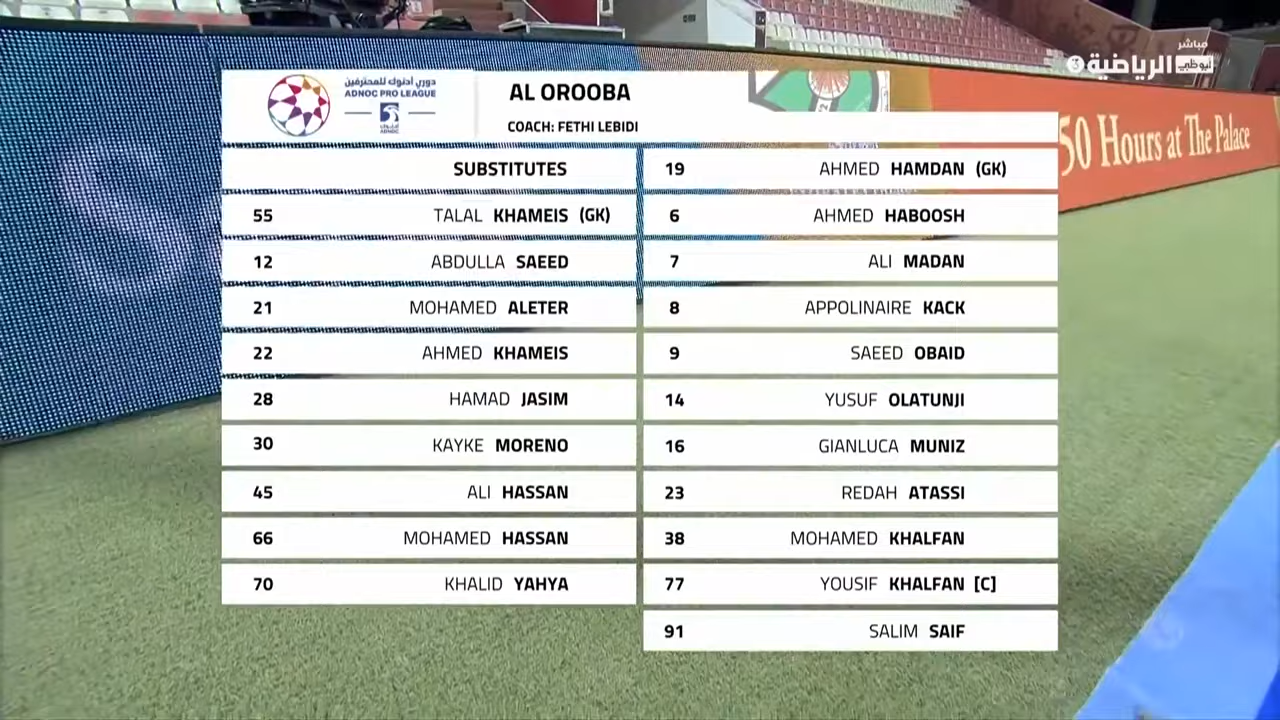 دوري أدنوك للمحترفين
ADNOC PRO LEAGUE
أدنوك
ADNOC
AL OROOBA
COACH: FETHI LEBIDI
مباشر
أبوظبي الرياضية
50 Hours at The Palace
SUBSTITUTES
55 TALAL KHAMEIS (GK)
12 ABDULLA SAEED
21 MOHAMED ALETER
22 AHMED KHAMEIS
28 HAMAD JASIM
30 KAYKE MORENO
45 ALI HASSAN
66 MOHAMED HASSAN
70 KHALID YAHYA
19 AHMED HAMDAN (GK)
6 AHMED HABOOSH
7 ALI MADAN
8 APPOLINAIRE KACK
9 SAEED OBAID
14 YUSUF OLATUNJI
16 GIANLUCA MUNIZ
23 REDAH ATASSI
38 MOHAMED KHALFAN
77 YOUSIF KHALFAN [C]
91 SALIM SAIF